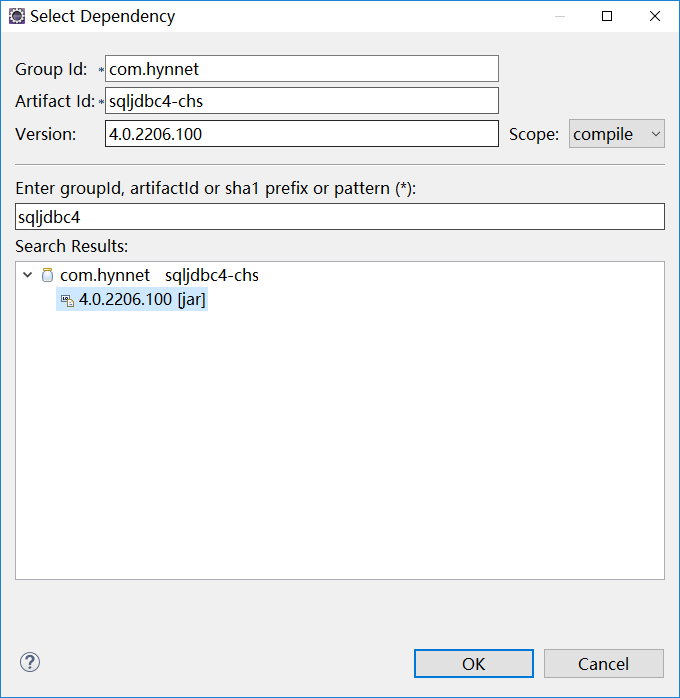 Select Dependency
Group Id: * com.hynnet
Artifact Id: * sqljdbc4-chs
Version: 4.0.2206.100 Scope: compile
Enter groupId, artifactId or sha1 prefix or pattern (*):
sqljdbc4
Search Results:
com.hynnet sqljdbc4-chs
4.0.2206.100 [jar]
? OK Cancel